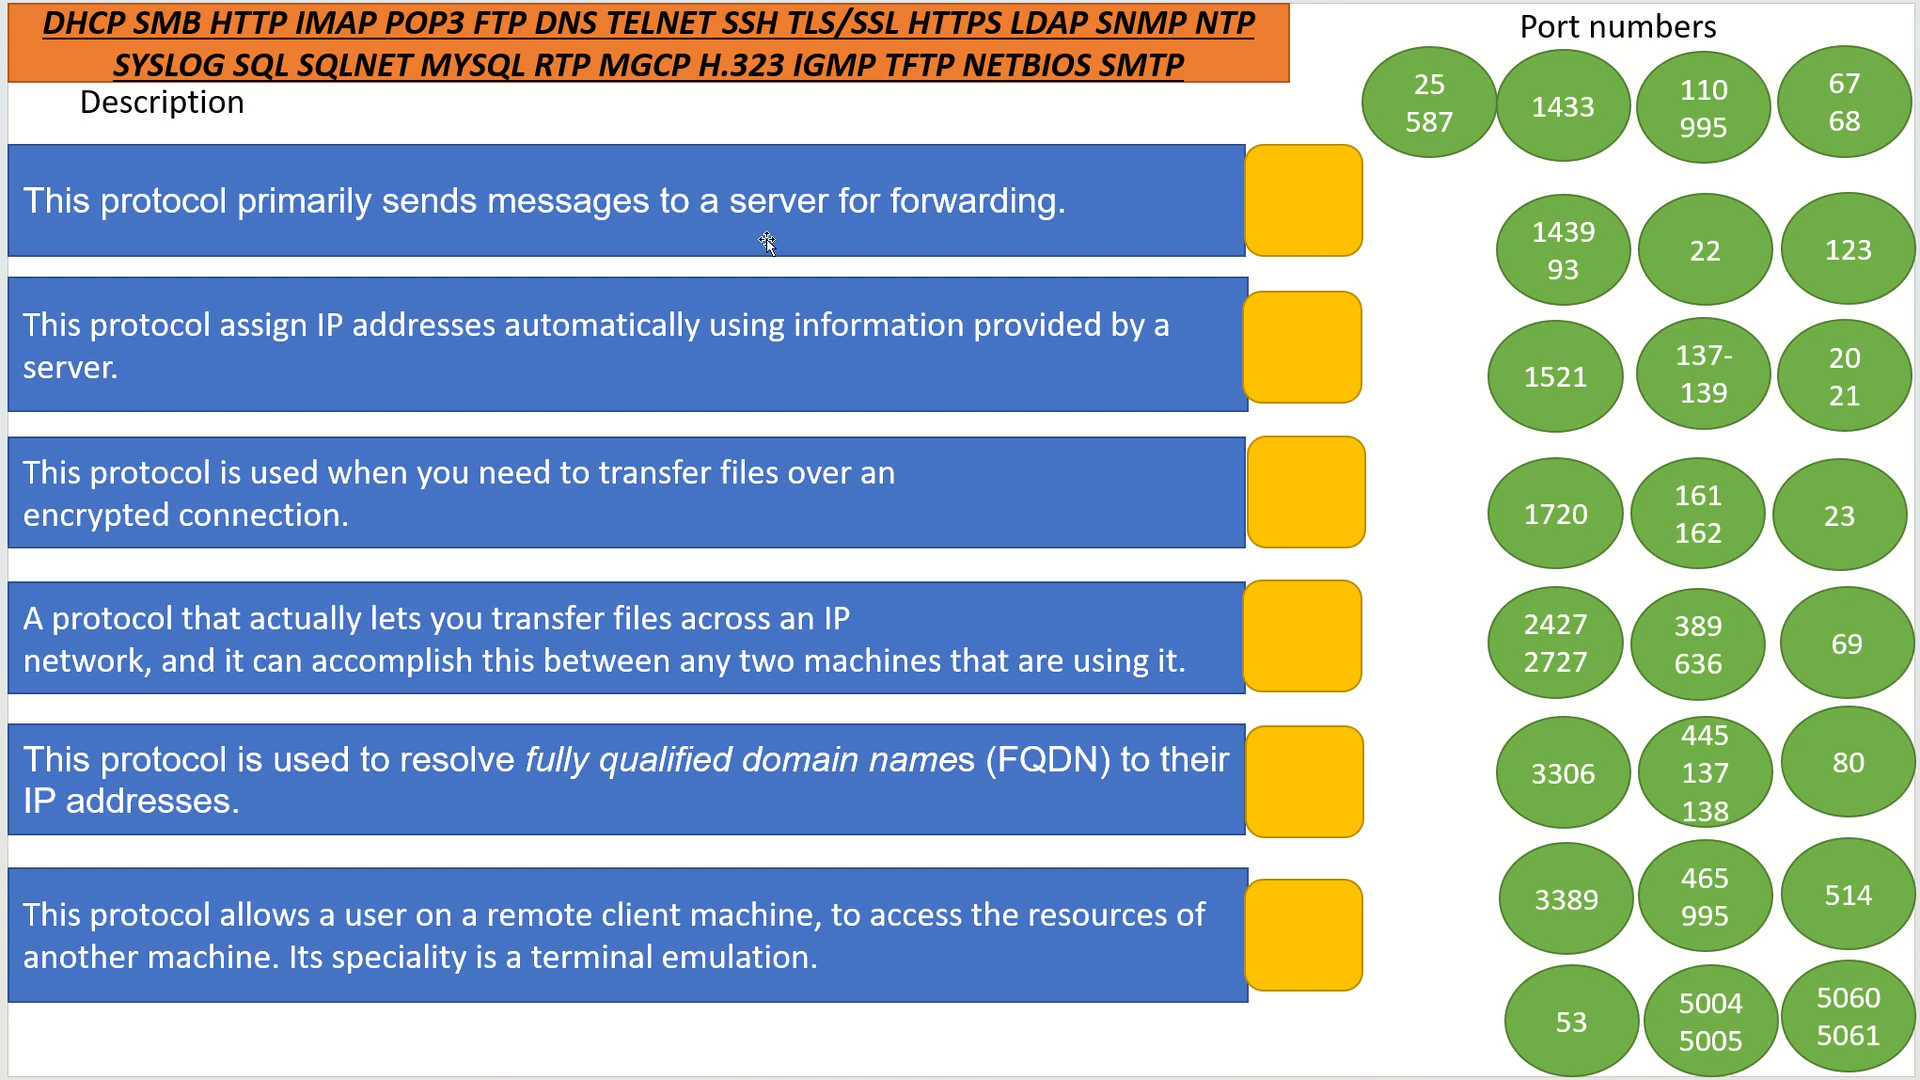 DHCP SMB HTTP IMAP POP3 FTP DNS TELNET SSH TLS/SSL HTTPS LDAP SNMP NTP
SYSLOG SQL SQLNET MYSQL RTP MGCP H.323 IGMP TFTP NETBIOS SMTP
Description
This protocol primarily sends messages to a server for forwarding.
This protocol assign IP addresses automatically using information provided by a
server.
This protocol is used when you need to transfer files over an
encrypted connection.
A protocol that actually lets you transfer files across an IP
network, and it can accomplish this between any two machines that are using it.
This protocol is used to resolve fully qualified domain names (FQDN) to their
IP addresses.
This protocol allows a user on a remote client machine, to access the resources of
another machine. Its speciality is a terminal emulation.
Port numbers
25
587
1433
110
995
67
68
1439
93
22
123
1521
137-
139
20
21
1720
161
162
23
2427
2727
389
636
69
3306
445
137
138
80
3389
465
995
514
53
5004
5005
5060
5061